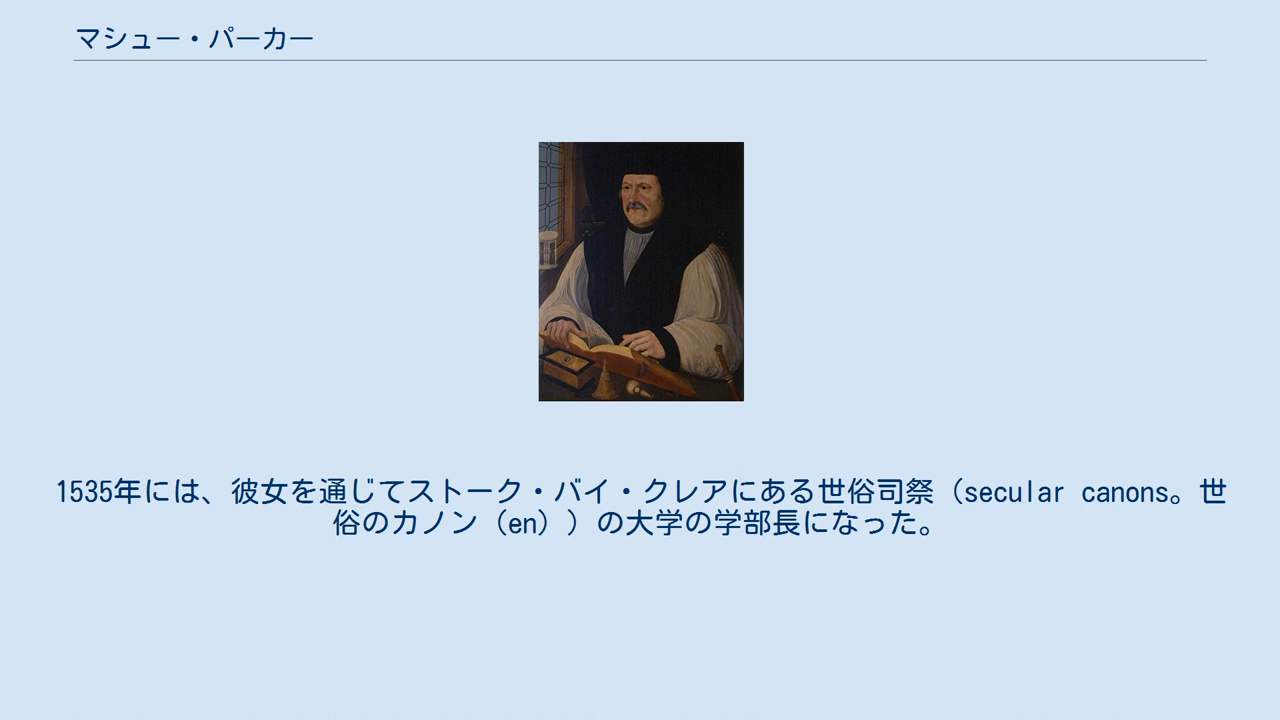 マシュー・パーカー
1535年には、彼女を通じてストーク・バイ・クレアにある世俗司祭（secular canons。世
俗のカノン（en））の大学の学部長になった。